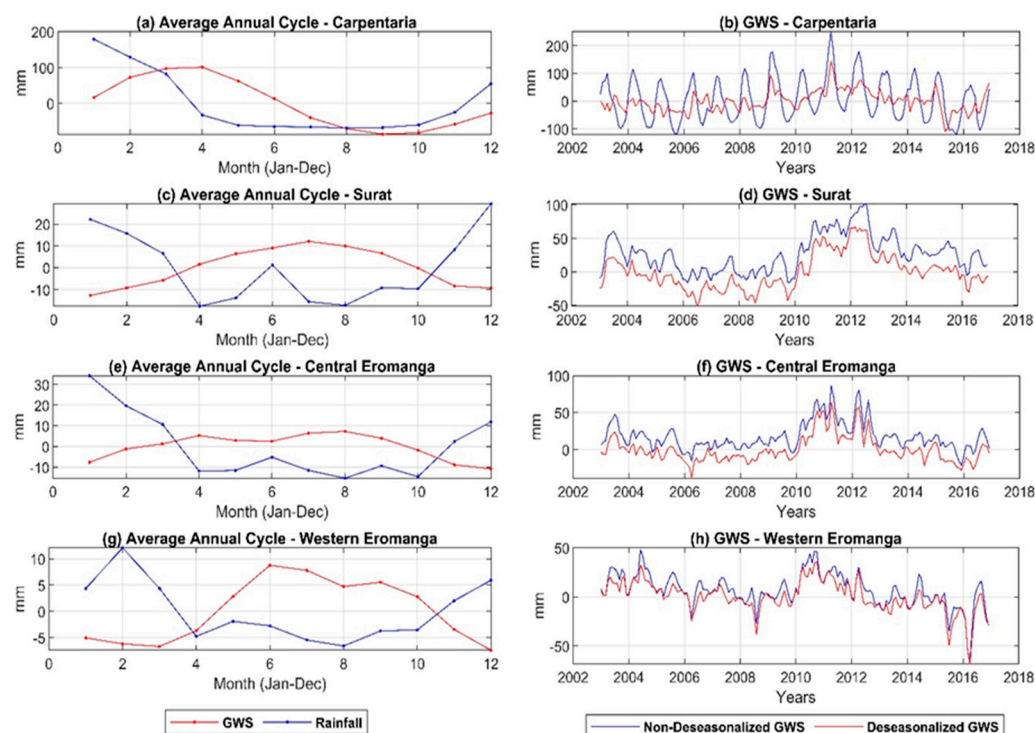 (a) Average Annual Cycle - Carpentaria
200
100
0
mm
0 2 4 6 8 10 12
Month (Jan-Dec)
(b) GWS - Carpentaria
200
100
0
-100
mm
2002 2004 2006 2008 2010 2012 2014 2016 2018
Years
(c) Average Annual Cycle - Surat
20
10
0
-10
mm
0 2 4 6 8 10 12
Month (Jan-Dec)
(d) GWS - Surat
100
50
0
-50
mm
2002 2004 2006 2008 2010 2012 2014 2016 2018
Years
(e) Average Annual Cycle - Central Eromanga
30
20
10
0
-10
mm
0 2 4 6 8 10 12
Month (Jan-Dec)
(f) GWS - Central Eromanga
100
50
0
mm
2002 2004 2006 2008 2010 2012 2014 2016 2018
Years
(g) Average Annual Cycle - Western Eromanga
10
5
0
-5
mm
0 2 4 6 8 10 12
Month (Jan-Dec)
(h) GWS - Western Eromanga
50
0
-50
mm
2002 2004 2006 2008 2010 2012 2014 2016 2018
Years
GWS Rainfall
Non-Deseasonalized GWS Deseasonalized GWS